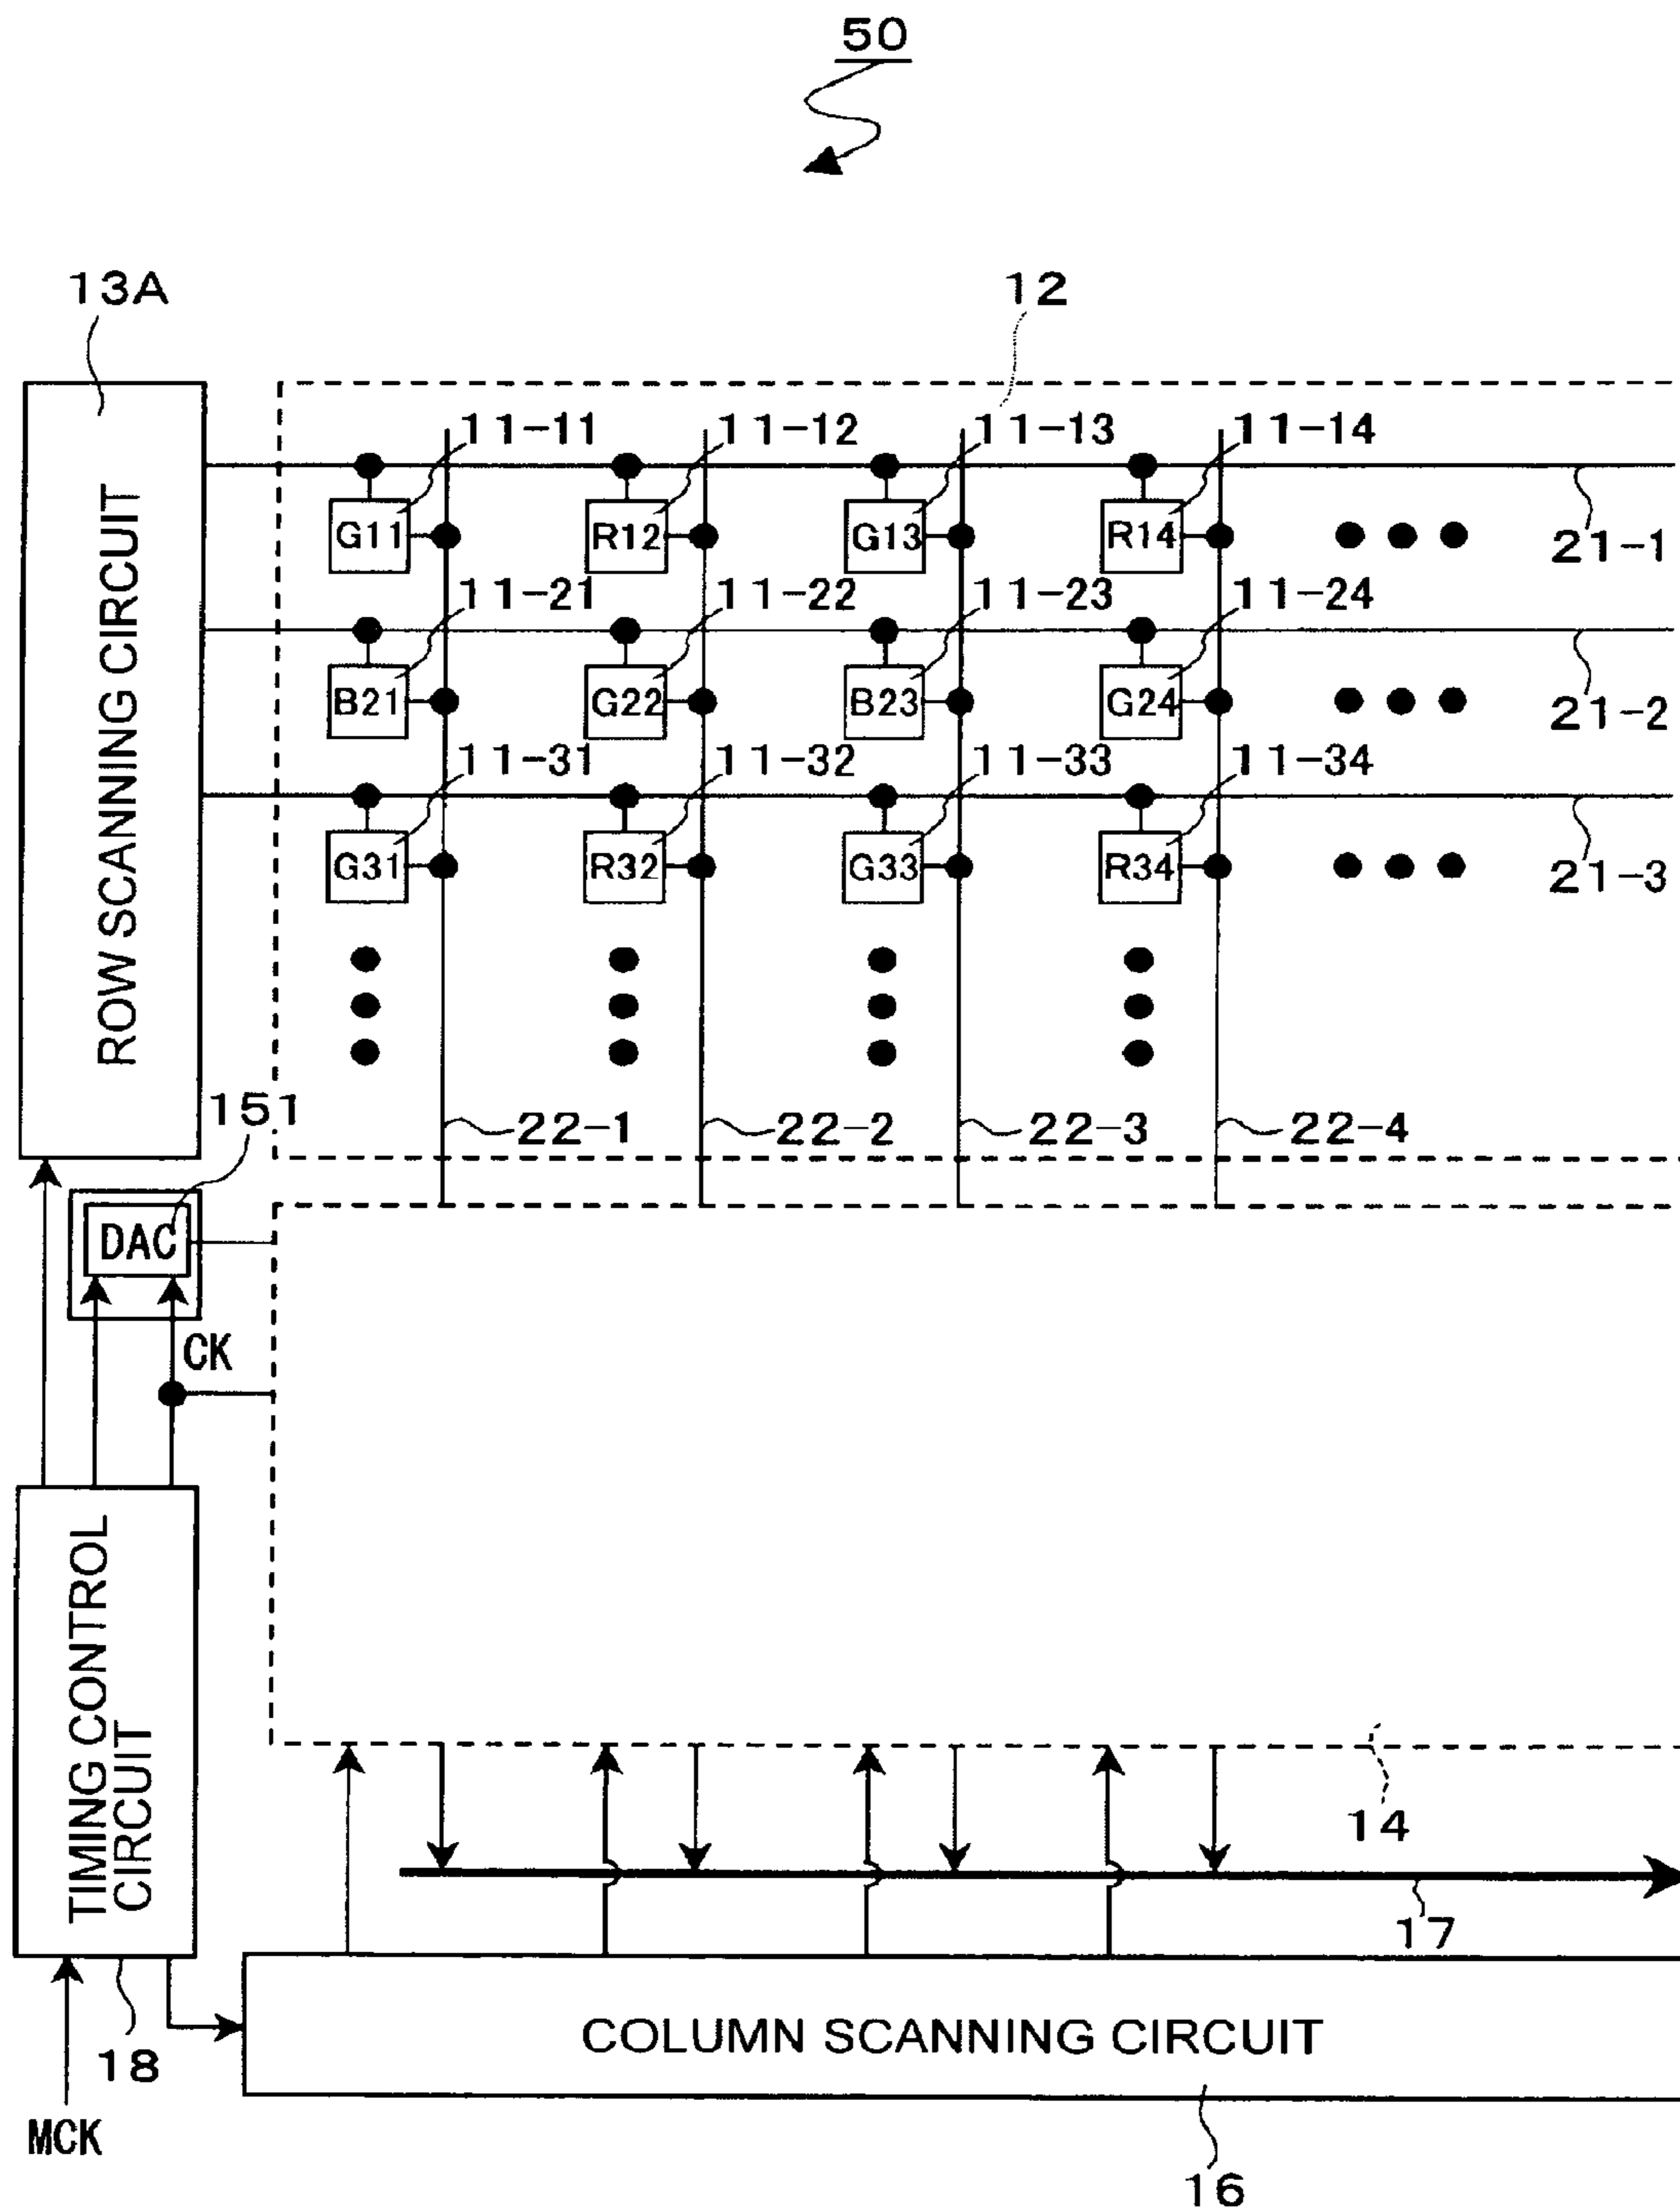 50
13A
12
ROW SCANNING CIRCUIT
11-11 11-12 11-13 11-14
G11 R12 G13 R14
21-1
11-21 11-22 11-23 11-24
B21 G22 B23 G24
21-2
11-31 11-32 11-33 11-34
G31 R32 G33 R34
21-3
151
22-1 22-2 22-3 22-4
DAC
CK
TIMING CONTROL
CIRCUIT
14
17
COLUMN SCANNING CIRCUIT
18
MCK
16